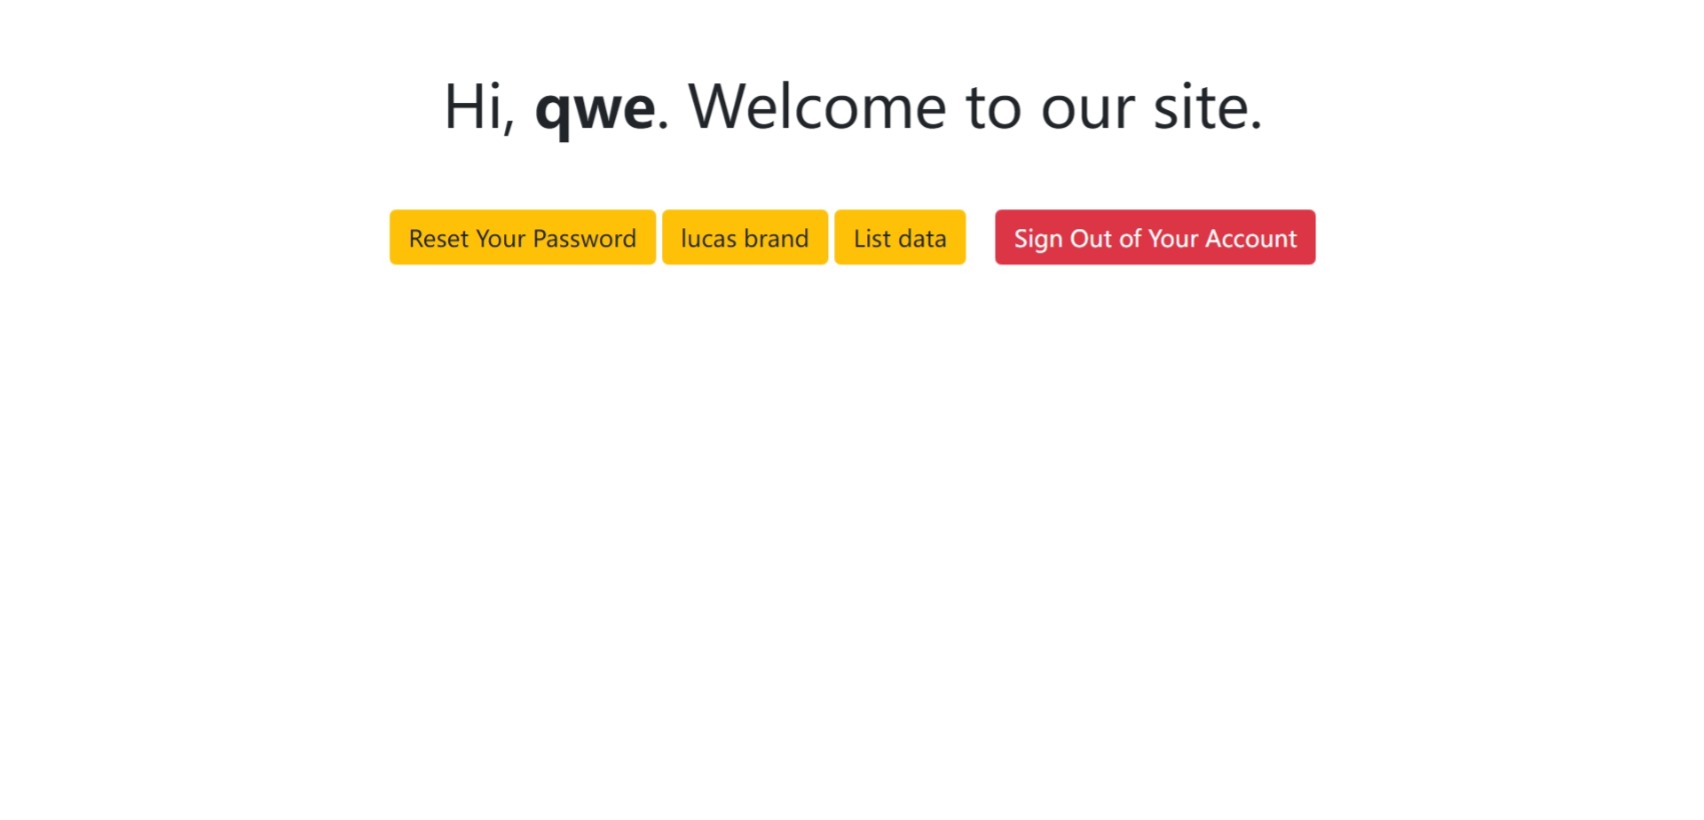 Hi, qwe. Welcome to our site.
Reset Your Password lucas brand List data Sign Out of Your Account